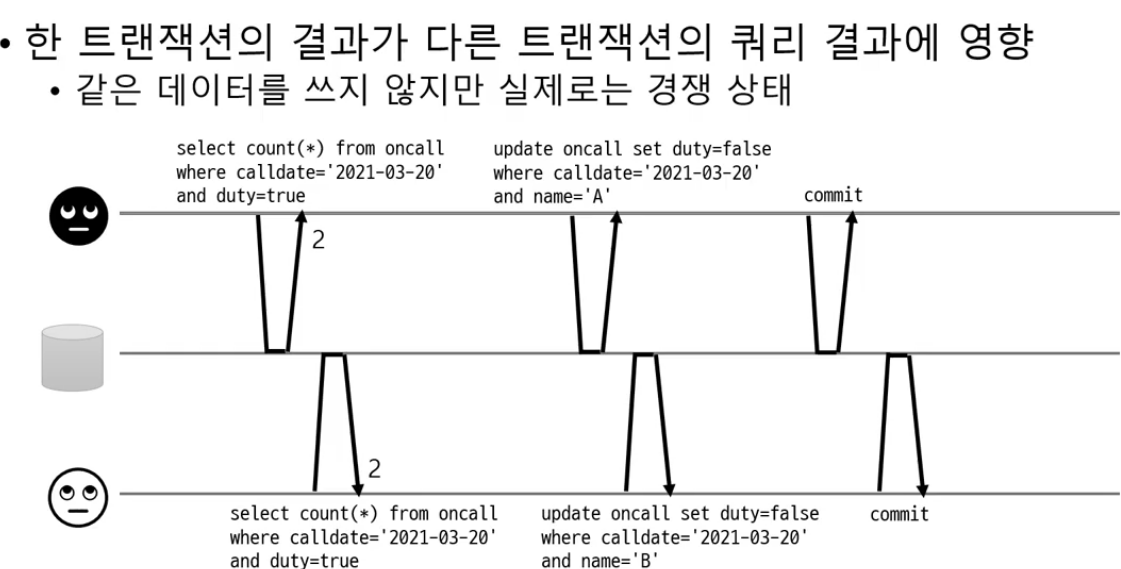 • 한 트랜잭션의 결과가 다른 트랜잭션의 쿼리 결과에 영향
• 같은 데이터를 쓰지 않지만 실제로는 경쟁 상태
select count(*) from oncall
where calldate='2021-03-20'
and duty=true
update oncall set duty=false
where calldate='2021-03-20'
and name='A'
commit
2
2
select count(*) from oncall
where calldate='2021-03-20'
and duty=true
update oncall set duty=false
where calldate='2021-03-20'
and name='B'
commit